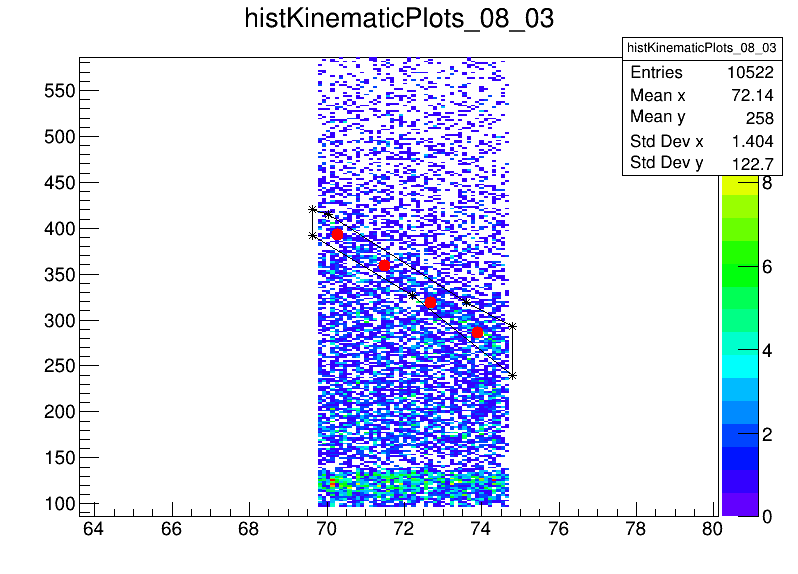 histKinematicPlots_08_03
histKinematicPlots_08_03
Entries 10522
Mean x 72.14
Mean y 258
Std Dev x 1.404
Std Dev y 122.7
550
500
450
400
350
300
250
200
150
100
64 66 68 70 72 74 76 78 80
8
6
4
2
0